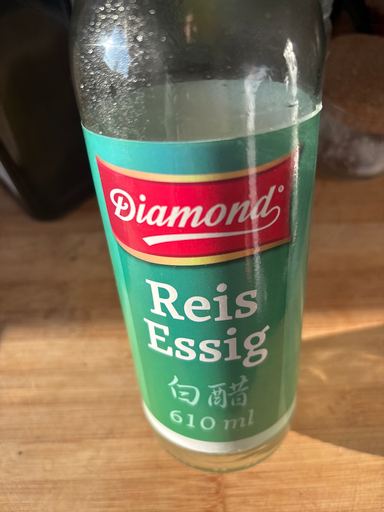 Diamond®
Reis
Essig
白醋
610 ml